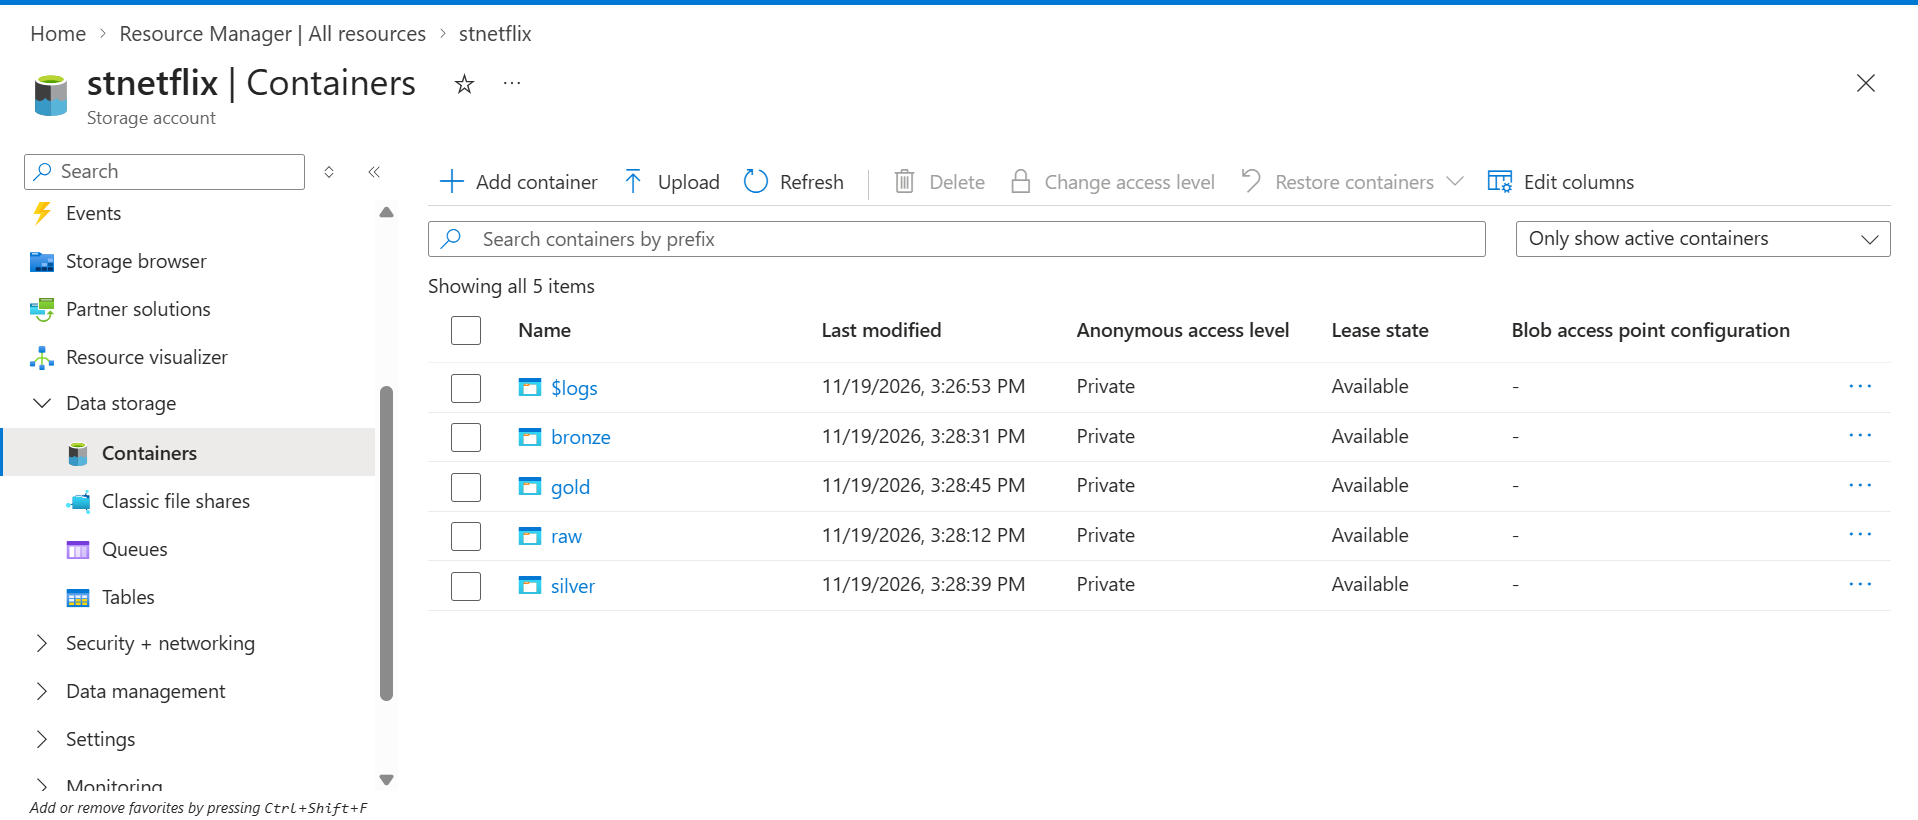 Home > Resource Manager | All resources > stnetflix
stnetflix | Containers
Storage account
Search
Events
Storage browser
Partner solutions
Resource visualizer
Data storage
Containers
Classic file shares
Queues
Tables
Security + networking
Data management
Settings
Monitoring
Add or remove favorites by pressing Ctrl+Shift+F
Add container Upload Refresh Delete Change access level Restore containers Edit columns
Search containers by prefix Only show active containers
Showing all 5 items
Name Last modified Anonymous access level Lease state Blob access point configuration
$logs 11/19/2026, 3:26:53 PM Private Available -
bronze 11/19/2026, 3:28:31 PM Private Available -
gold 11/19/2026, 3:28:45 PM Private Available -
raw 11/19/2026, 3:28:12 PM Private Available -
silver 11/19/2026, 3:28:39 PM Private Available -